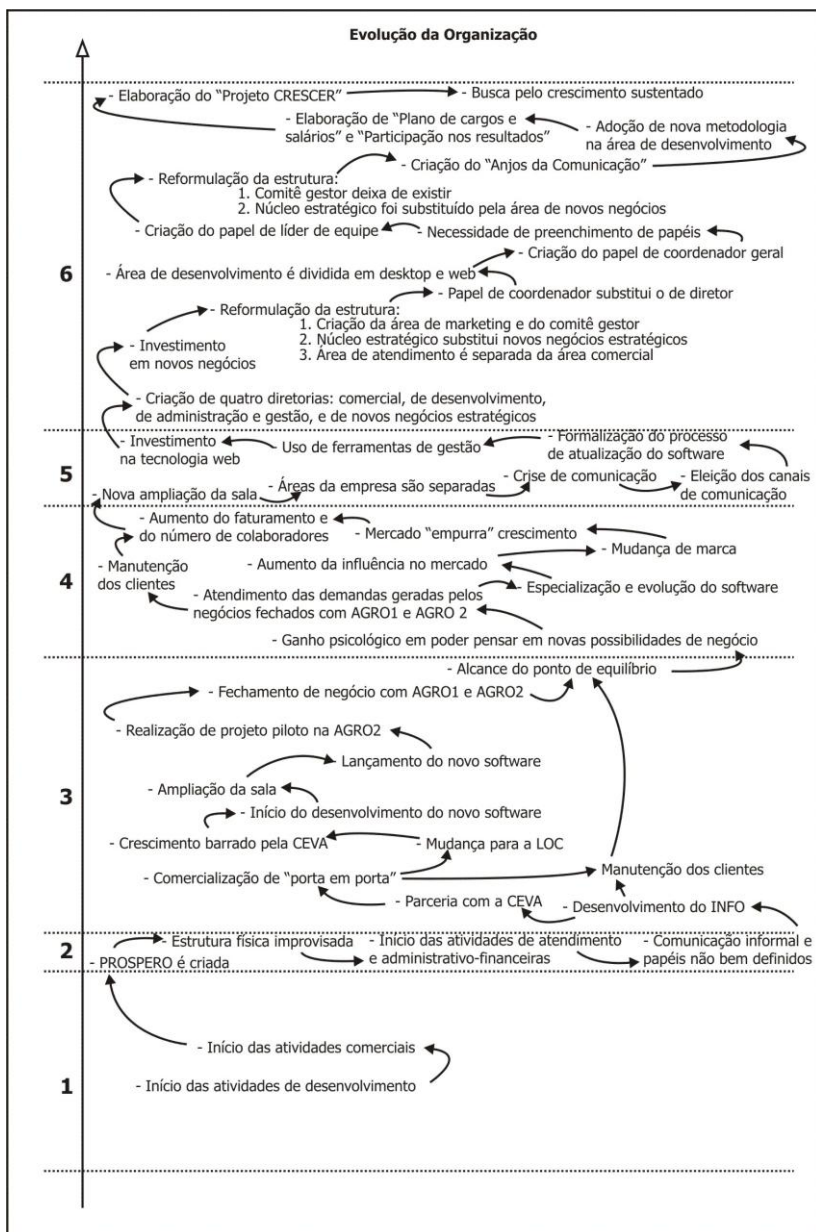 Evolução da Organização
- Elaboração do “Projeto CRESCER”
- Busca pelo crescimento sustentado
- Elaboração de “Plano de cargos e
salários” e “Participação nos resultados”
- Adoção de nova metodologia
na área de desenvolvimento
- Criação do “Anjos da Comunicação”
- Reformulação da estrutura:
1. Comitê gestor deixa de existir
2. Núcleo estratégico foi substituído pela área de novos negócios
- Criação do papel de líder de equipe
- Necessidade de preenchimento de papéis
- Criação do papel de coordenador geral
6
- Área de desenvolvimento é dividida em desktop e web
- Papel de coordenador substitui o de diretor
- Reformulação da estrutura:
1. Criação da área de marketing e do comitê gestor
2. Núcleo estratégico substitui novos negócios estratégicos
3. Área de atendimento é separada da área comercial
- Investimento
em novos negócios
- Criação de quatro diretorias: comercial, de desenvolvimento,
de administração e gestão, e de novos negócios estratégicos
- Investimento
na tecnologia web
- Uso de ferramentas de gestão
- Formalização do processo
de atualização do software
5
- Nova ampliação da sala
- Áreas da empresa são separadas
- Crise de comunicação
- Eleição dos canais
de comunicação
- Aumento do faturamento e
do número de colaboradores
- Mercado “empurra” crescimento
- Mudança de marca
- Manutenção
dos clientes
- Aumento da influência no mercado
4
- Atendimento das demandas geradas pelos
negócios fechados com AGRO1 e AGRO 2
- Especialização e evolução do software
- Ganho psicológico em poder pensar em novas possibilidades de negócio
- Alcance do ponto de equilíbrio
- Fechamento de negócio com AGRO1 e AGRO2
- Realização de projeto piloto na AGRO2
- Lançamento do novo software
3
- Ampliação da sala
- Início do desenvolvimento do novo software
- Crescimento barrado pela CEVA
- Mudança para a LOC
- Comercialização de “porta em porta”
Manutenção dos clientes
- Parceria com a CEVA
- Desenvolvimento do INFO
2
- Estrutura física improvisada
- PROSPERO é criada
- Inicio das atividades de atendimento
e administrativo-financeiras
- Comunicação informal e
papéis não bem definidos
- Início das atividades comerciais
1
- Início das atividades de desenvolvimento